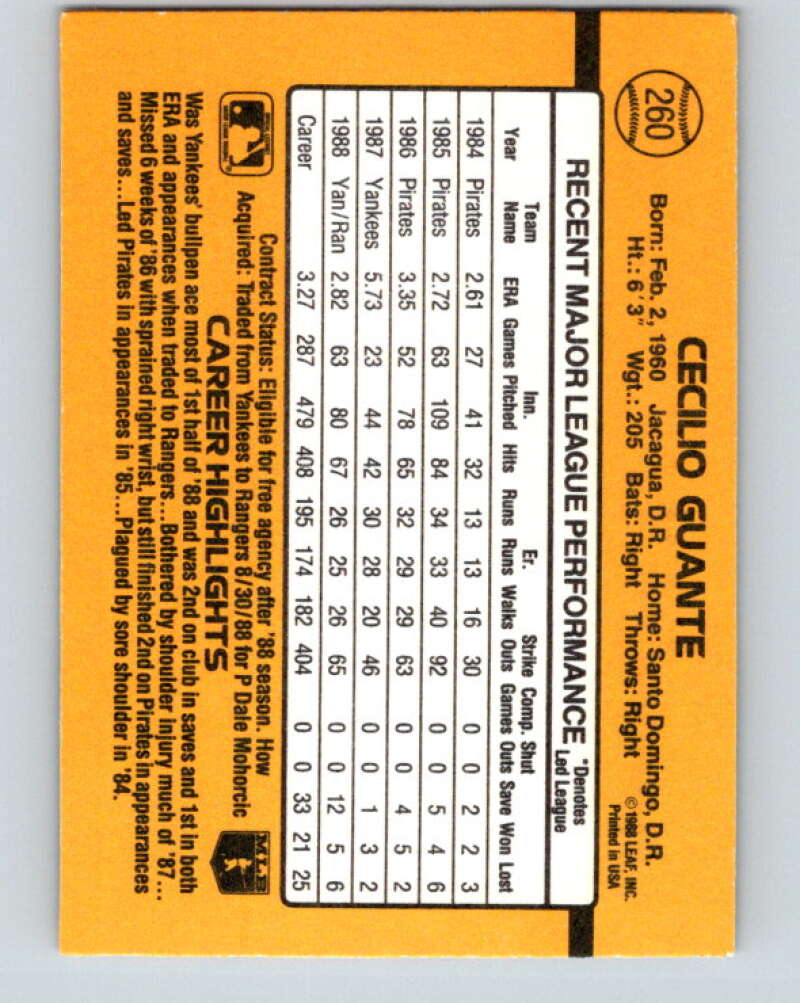 260
CECILIO GUANTE
Born: Feb. 2, 1960 Jacagua, D.R. Home: Santo Domingo, D.R.
Ht.: 6'3" Wgt.: 205 Bats: Right Throws: Right
©1988 LEAF, INC.
Printed in USA
RECENT MAJOR LEAGUE PERFORMANCE
*Denotes
Led League
Team Inn. Er. Strike Comp. Shut
Year Name ERA Games Pitched Hits Runs Runs Walks Outs Games Outs Save Won Lost
1984 Pirates 2.61 27 41 32 13 13 16 30 0 0 2 2 3
1985 Pirates 2.72 63 109 84 34 33 40 92 0 0 5 4 6
1986 Pirates 3.35 52 78 65 32 29 29 63 0 0 4 5 2
1987 Yankees 5.73 23 44 42 30 28 20 46 0 0 1 3 2
1988 Yan/Ran 2.82 63 80 67 26 25 26 65 0 0 12 5 6
Career 3.27 287 479 408 195 174 182 404 0 0 33 21 25
Contract Status: Eligible for free agency after '88 season. How
Acquired: Traded from Yankees to Rangers 8/30/88 for P Dale Mohorcic
MLB
CAREER HIGHLIGHTS
Was Yankees' bullpen ace most of 1st half of '88 and was 2nd on club in saves and 1st in both
ERA and appearances when traded to Rangers...Bothered by shoulder injury much of '87...
Missed 6 weeks of '86 with sprained right wrist, but still finished 2nd on Pirates in appearances
and saves...Led Pirates in appearances in '85...Plagued by sore shoulder in '84.